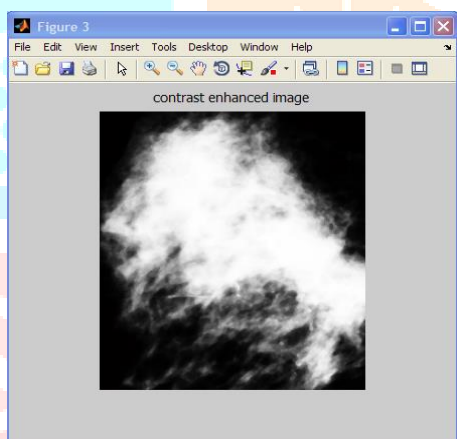 Figure 3
File Edit View Insert Tools Desktop Window Help
contrast enhanced image